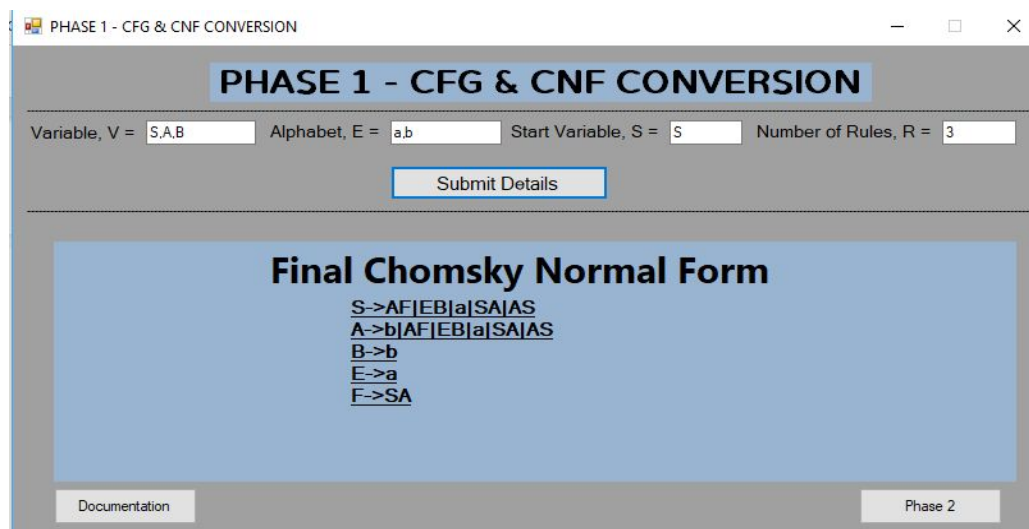 PHASE 1 - CFG & CNF CONVERSION
PHASE 1 - CFG & CNF CONVERSION
Variable, V = S,A,B Alphabet, E = a,b Start Variable, S = S Number of Rules, R = 3
Submit Details
Final Chomsky Normal Form
S->AF|EB|a|SA|AS
A->b|AF|EB|a|SA|AS
B->b
E->a
F->SA
Documentation Phase 2